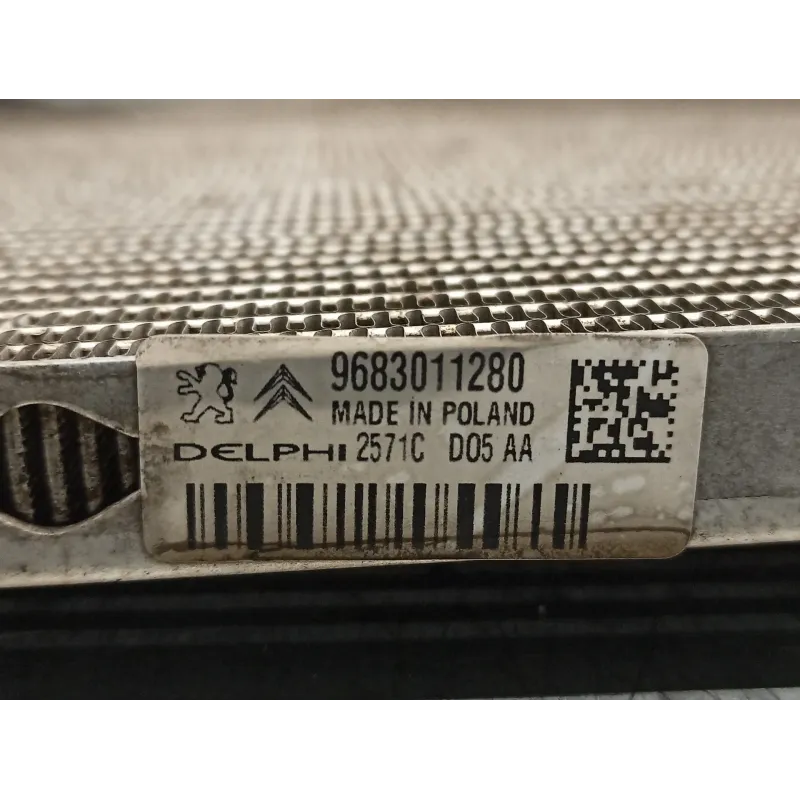 9683011280
MADE IN POLAND
DELPHI 2571C D05 AA